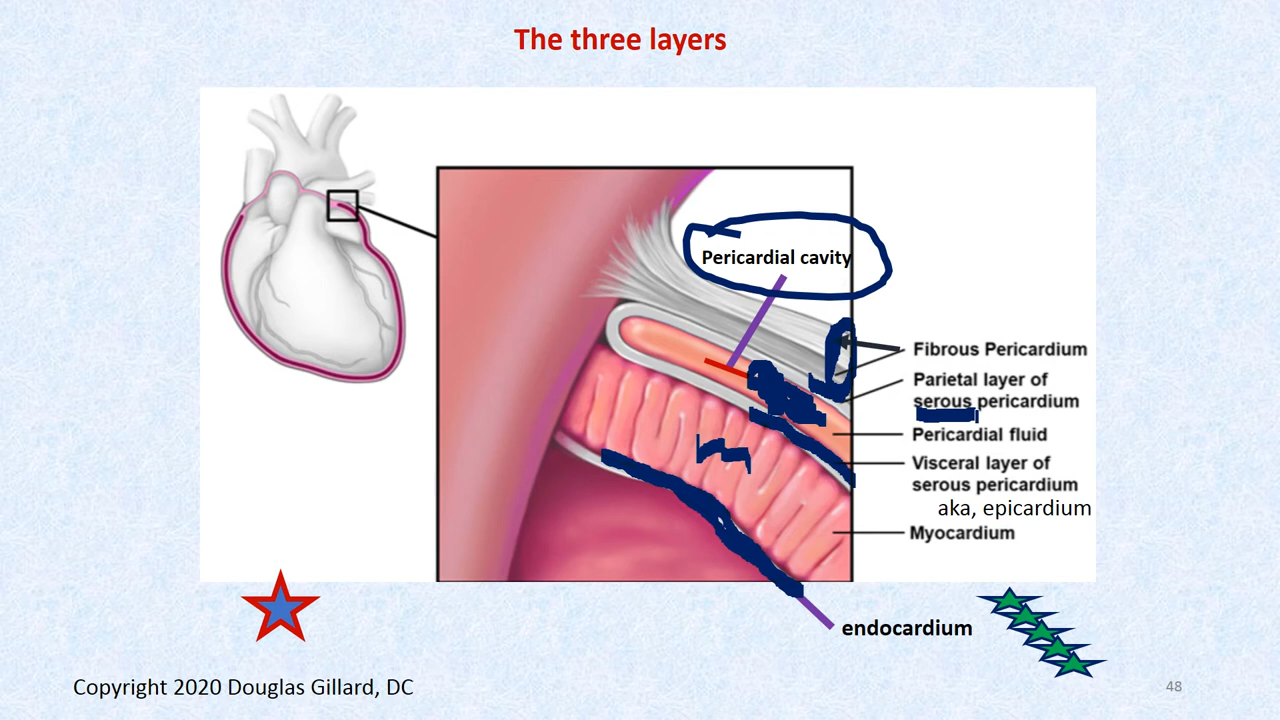 The three layers
Pericardial cavity
Fibrous Pericardium
Parietal layer of
serous pericardium
Pericardial fluid
Visceral layer of
serous pericardium
aka, epicardium
Myocardium
endocardium
Copyright 2020 Douglas Gillard, DC
48